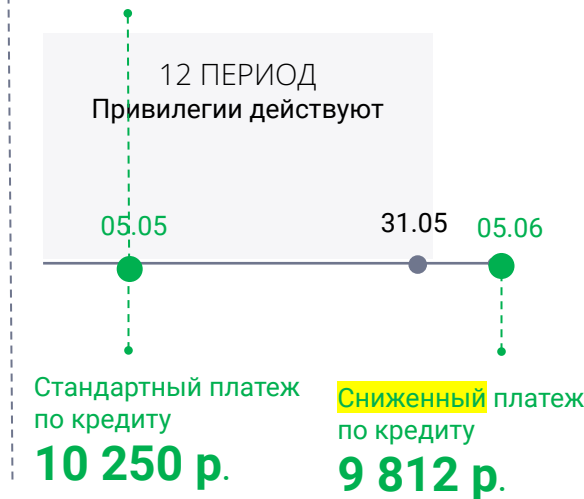 12 ПЕРИОД
Привилегии действуют
05.05
31.05
05.06
Стандартный платеж
по кредиту
10 250 р.
Сниженный платеж
по кредиту
9 812 р.